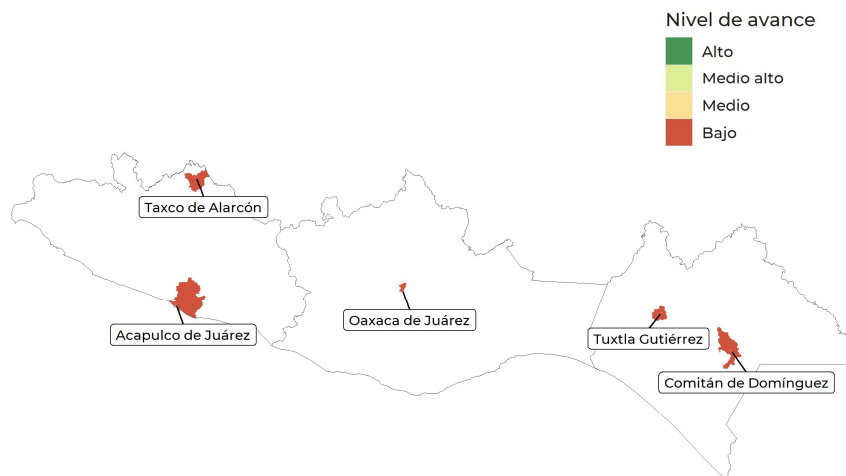 Nivel de avance
Alto
Medio alto
Medio
Bajo
Taxco de Alarcón
Acapulco de Juárez
Oaxaca de Juárez
Tuxtla Gutiérrez
Comitán de Domínguez